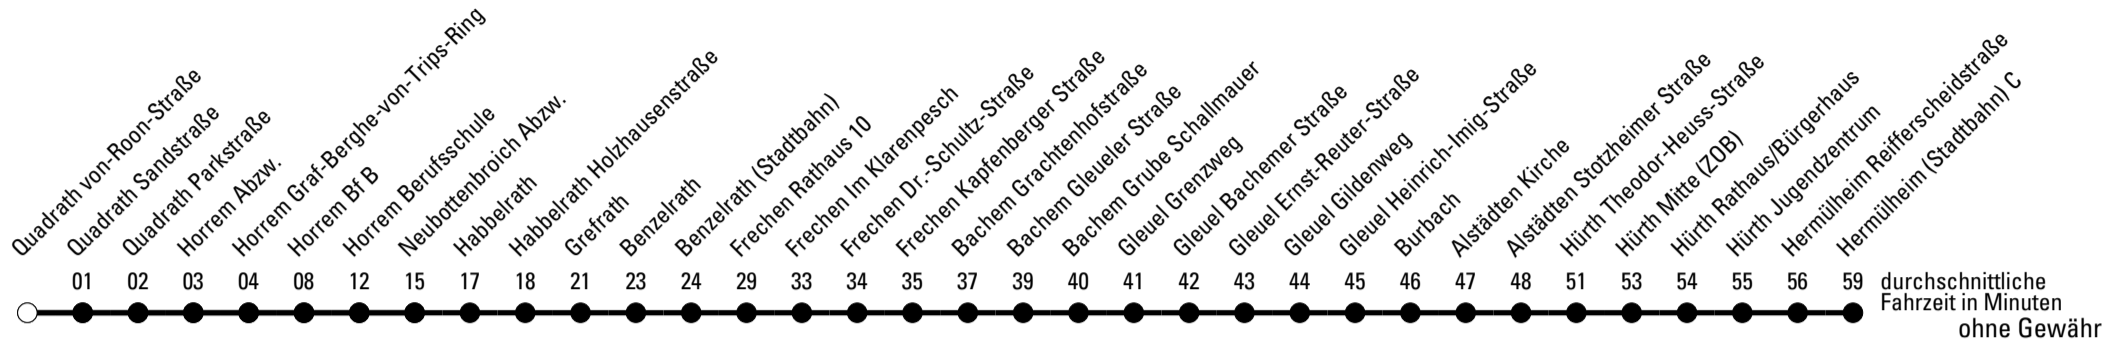 Quadrath von-Roon-Straße
Quadrath Sandstraße
Quadrath Parkstraße
Horrem Abzw.
Horrem Graf-Berghe-von-Trips-Ring
Horrem Bf B
Horrem Berufsschule
Neubottenbroich Abzw.
Habbelrath
Habbelrath Holzhausenstraße
Grefrath
Benzelrath
Benzelrath (Stadtbahn)
Frechen Rathaus 10
Frechen Im Klarenpesch
Frechen Dr.-Schultz-Straße
Frechen Kapfenberger Straße
Bachem Grachtenhofstraße
Bachem Gleueler Straße
Bachem Grube Schallmauer
Gleuel Grenzweg
Gleuel Bachemer Straße
Gleuel Ernst-Reuter-Straße
Gleuel Gildenweg
Gleuel Heinrich-Imig-Straße
Burbach
Alstädten Kirche
Alstädten Stotzheimer Straße
Hürth Theodor-Heuss-Straße
Hürth Mitte (ZOB)
Hürth Rathaus/Bürgerhaus
Hürth Jugendzentrum
Hermülheim Reifferscheidstraße
Hermülheim (Stadtbahn) C
01 02 03 04 08 12 15 17 18 21 23 24 29 33 34 35 37 39 40 41 42 43 44 45 46 47 48 51 53 54 55 56 59 durchschnittliche
Fahrzeit in Minuten
ohne Gewähr